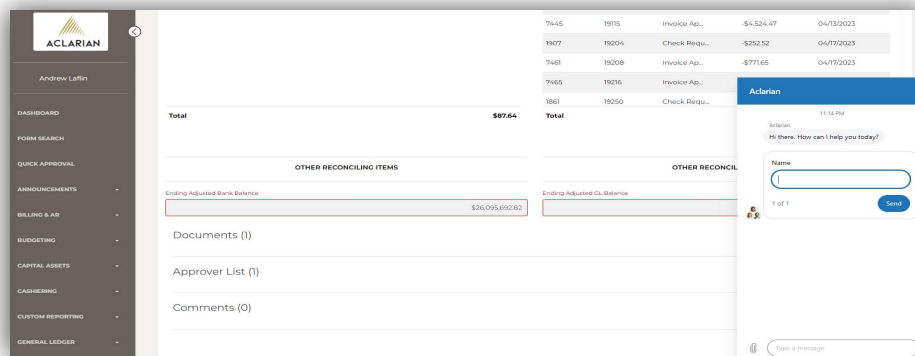 ACLARIAN
Andrew Laflin
DASHBOARD
FORM SEARCH
QUICK APPROVAL
ANNOUNCEMENTS
BILLING & AR
BUDGETING
CAPITAL ASSETS
CASHIERING
CUSTOM REPORTING
GENERAL LEDGER
7445 19115 Invoice Ap... -$4,524.47 04/13/2023
1907 19204 Check Requ... -$252.52 04/17/2023
7461 19208 Invoice Ap... -$771.65 04/17/2023
7465 19216 Invoice Ap...
1861 19250 Check Requ...
Total $87.64 Total
OTHER RECONCILING ITEMS OTHER RECONCIL
Ending Adjusted Bank Balance Ending Adjusted GL Balance
$26,095,692.82
Documents (1)
Approver List (1)
Comments (0)
Aclarian
11:14 PM
Aclarian
Hi there. How can I help you today?
Name
1 of 1 Send
Type a message